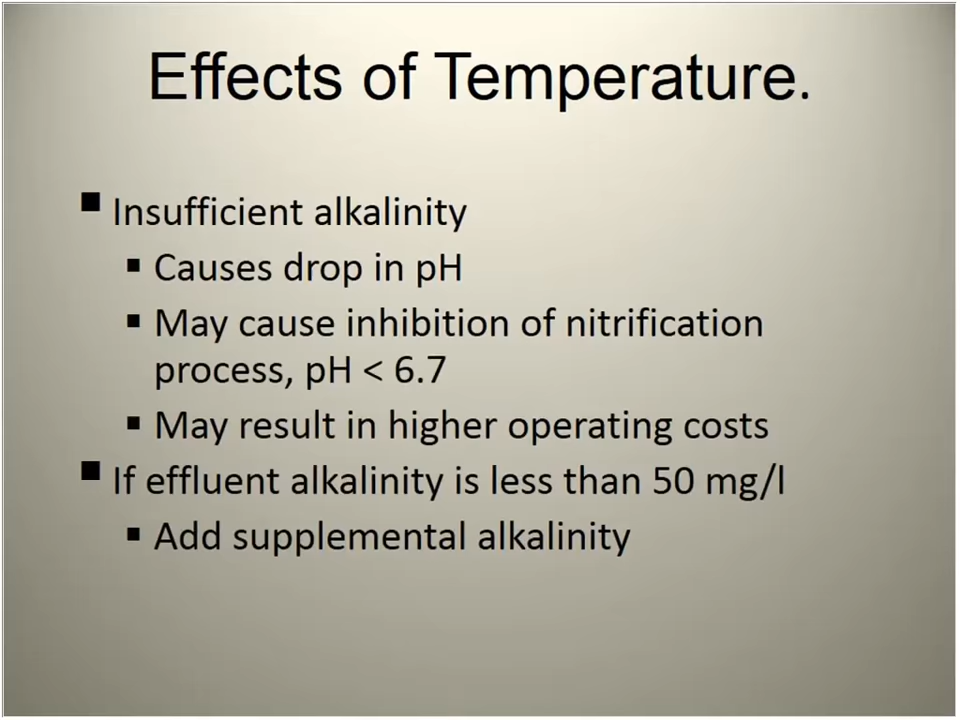 Effects of Temperature.
▪ Insufficient alkalinity
▪ Causes drop in pH
▪ May cause inhibition of nitrification
process, pH < 6.7
▪ May result in higher operating costs
▪ If effluent alkalinity is less than 50 mg/l
▪ Add supplemental alkalinity